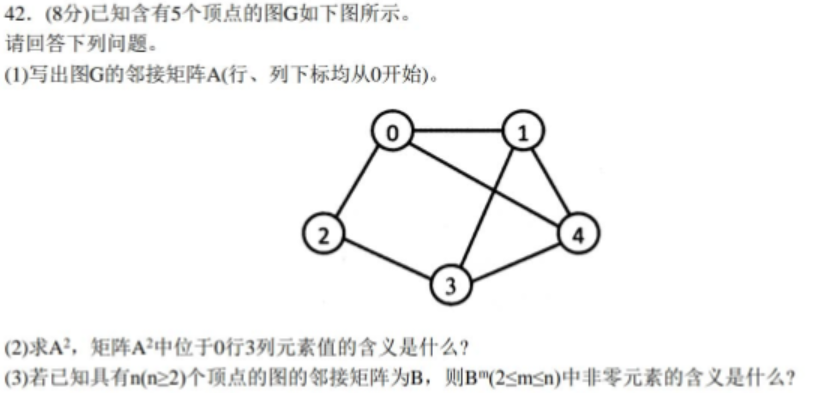 42. (8分)已知含有5个顶点的图G如下图所示。
请回答下列问题。
(1)写出图G的邻接矩阵A(行、列下标均从0开始)。
0 1
2 4
3
(2)求A²，矩阵A²中位于0行3列元素值的含义是什么?
(3)若已知具有n(n≥2)个顶点的图的邻接矩阵为B，则Bᵐ(2≤m≤n)中非零元素的含义是什么?